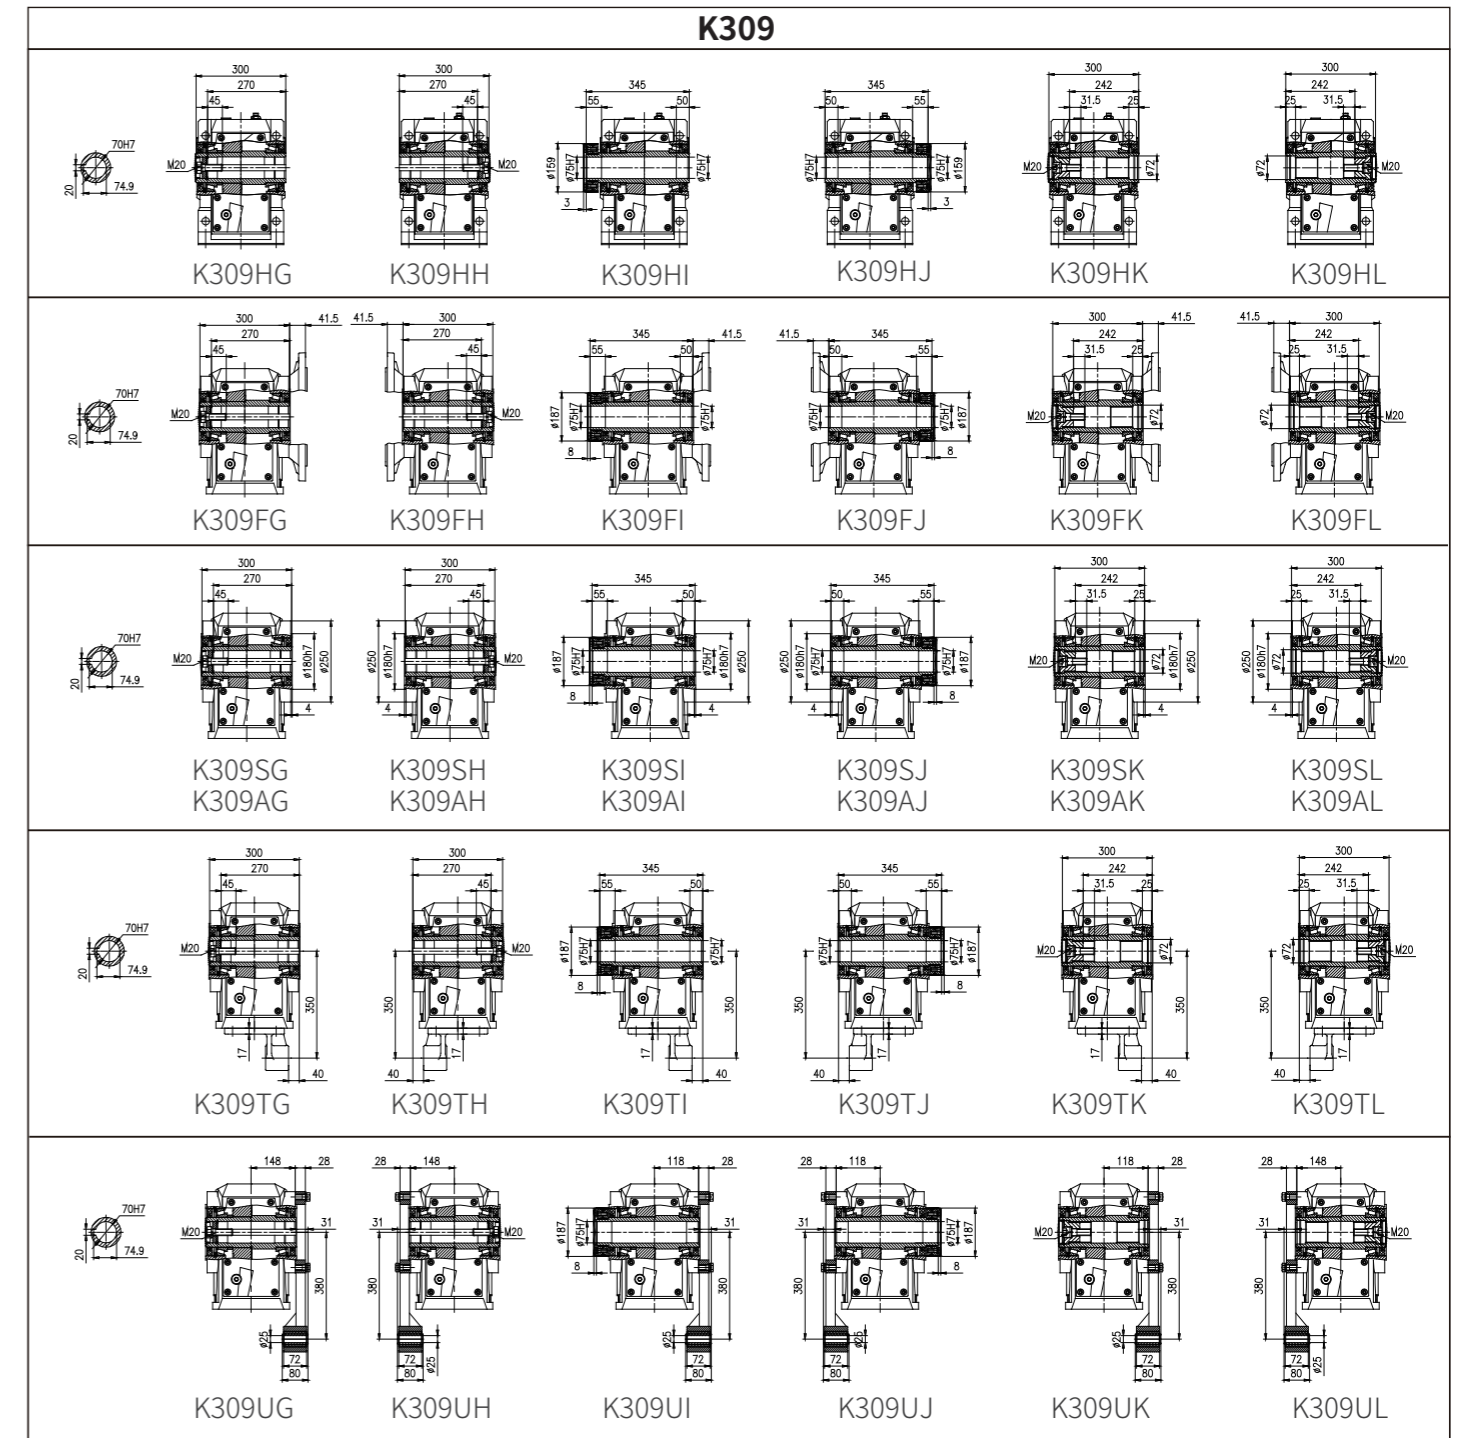 K309
300 300 345 345 300 300
270 270 55 50 50 55 242 242
45 45 31.5 25 25 31.5
70H7 M20 M20 ø159 ø75H7 ø75H7 ø75H7 ø75H7 ø159 M20 ø72 ø72 M20
20 74.9 3 3
K309HG K309HH K309HI K309HJ K309HK K309HL
300 41.5 41.5 300 345 41.5 41.5 345 300 41.5 41.5 300
270 270 55 50 50 55 242 242
45 45 31.5 25 25 31.5
70H7 M20 M20 ø187 ø75H7 ø75H7 ø75H7 ø75H7 ø187 M20 ø72 ø72 M20
20 74.9 8 8
K309FG K309FH K309FI K309FJ K309FK K309FL
300 300 345 345 300 300
270 270 55 50 50 55 242 242
45 45 31.5 25 25 31.5
70H7 M20 ø180h7 ø250 ø250 ø180h7 M20 ø187 ø75H7 ø75H7 ø180h7 ø250 ø250 ø180h7 ø75H7 ø75H7 ø187 M20 ø72 ø180h7 ø250 ø250 ø180h7 ø72 M20
20 74.9 4 4 8 4 4 8 4 4
K309SG K309SH K309SI K309SJ K309SK K309SL
K309AG K309AH K309AI K309AJ K309AK K309AL
300 300 345 345 300 300
270 270 55 50 50 55 242 242
45 45 31.5 25 25 31.5
70H7 M20 M20 ø187 ø75H7 ø75H7 ø75H7 ø75H7 ø187 M20 ø72 ø72 M20
20 74.9 8 8
350 350 350 350 350 350
17 17 17 17 17 17
40 40 40 40 40 40
K309TG K309TH K309TI K309TJ K309TK K309TL
148 28 28 148 118 28 28 118 118 28 28 148
70H7 M20 31 31 M20 ø187 ø75H7 31 31 ø75H7 ø187 M20 31 31 M20
20 74.9 8 8
380 380 380 380 380 380
ø25 ø25 ø25 ø25 ø25 ø25
72 72 72 72 72 72
80 80 80 80 80 80
K309UG K309UH K309UI K309UJ K309UK K309UL